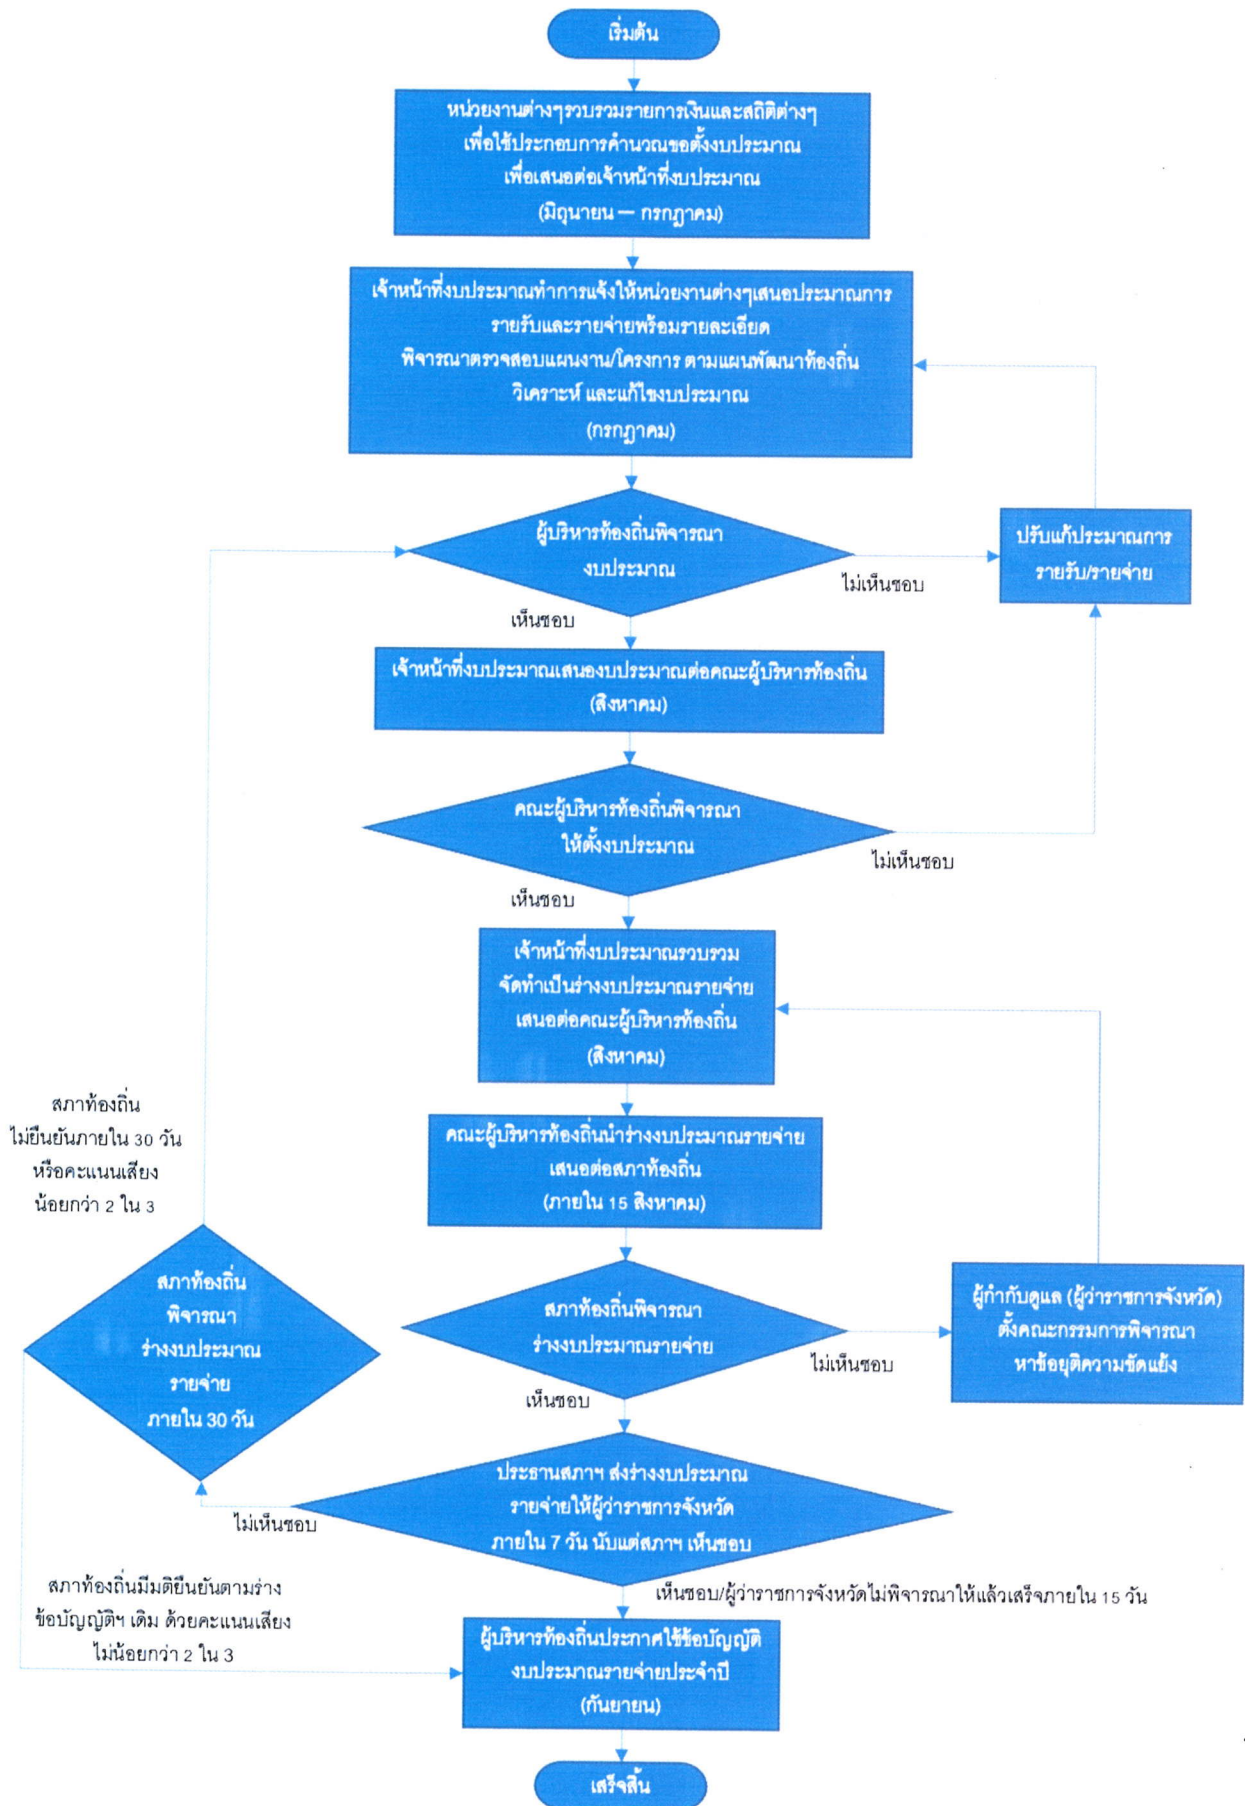 เริ่มต้น
หน่วยงานต่างๆรวบรวมรายการเงินและสถิติต่างๆ
เพื่อใช้ประกอบการคำนวณขอตั้งงบประมาณ
เพื่อเสนอต่อเจ้าหน้าที่งบประมาณ
(มิถุนายน – กรกฎาคม)
เจ้าหน้าที่งบประมาณทำการแจ้งให้หน่วยงานต่างๆเสนอประมาณการ
รายรับและรายจ่ายพร้อมรายละเอียด
พิจารณาตรวจสอบแผนงาน/โครงการ ตามแผนพัฒนาท้องถิ่น
วิเคราะห์ และแก้ไขงบประมาณ
(กรกฎาคม)
ผู้บริหารท้องถิ่นพิจารณา
งบประมาณ
ไม่เห็นชอบ
ปรับแก้ประมาณการ
รายรับ/รายจ่าย
เห็นชอบ
เจ้าหน้าที่งบประมาณเสนองบประมาณต่อคณะผู้บริหารท้องถิ่น
(สิงหาคม)
คณะผู้บริหารท้องถิ่นพิจารณา
ให้ตั้งงบประมาณ
ไม่เห็นชอบ
เห็นชอบ
เจ้าหน้าที่งบประมาณรวบรวม
จัดทำเป็นร่างงบประมาณรายจ่าย
เสนอต่อคณะผู้บริหารท้องถิ่น
(สิงหาคม)
คณะผู้บริหารท้องถิ่นนำร่างงบประมาณรายจ่าย
เสนอต่อสภาท้องถิ่น
(ภายใน 15 สิงหาคม)
สภาท้องถิ่น
ไม่ยืนยันภายใน 30 วัน
หรือคะแนนเสียง
น้อยกว่า 2 ใน 3
สภาท้องถิ่น
พิจารณา
ร่างงบประมาณ
รายจ่าย
ภายใน 30 วัน
สภาท้องถิ่นพิจารณา
ร่างงบประมาณรายจ่าย
ไม่เห็นชอบ
ผู้กำกับดูแล (ผู้ว่าราชการจังหวัด)
ตั้งคณะกรรมการพิจารณา
หาข้อยุติความขัดแย้ง
เห็นชอบ
ประธานสภาฯ ส่งร่างงบประมาณ
รายจ่ายให้ผู้ว่าราชการจังหวัด
ภายใน 7 วัน นับแต่สภาฯ เห็นชอบ
ไม่เห็นชอบ
เห็นชอบ/ผู้ว่าราชการจังหวัดไม่พิจารณาให้แล้วเสร็จภายใน 15 วัน
สภาท้องถิ่นมีมติยืนยันตามร่าง
ข้อบัญญัติฯ เดิม ด้วยคะแนนเสียง
ไม่น้อยกว่า 2 ใน 3
ผู้บริหารท้องถิ่นประกาศใช้ข้อบัญญัติ
งบประมาณรายจ่ายประจำปี
(กันยายน)
เสร็จสิ้น